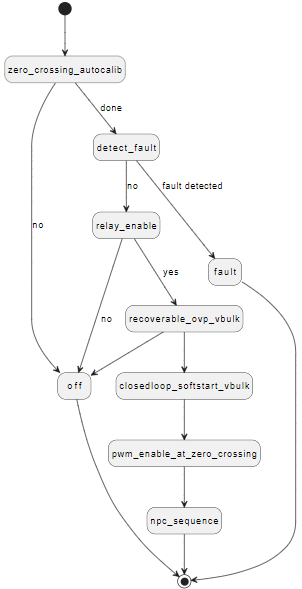 zero_crossing_autocalib
done
detect_fault
no
fault detected
no
relay_enable
yes
fault
no
recoverable_ovp_vbulk
off
closedloop_softstart_vbulk
pwm_enable_at_zero_crossing
npc_sequence